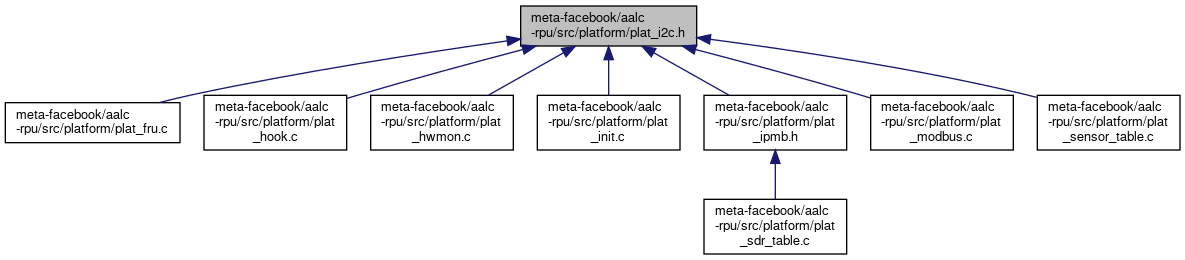 meta-facebook/aalc
-rpu/src/platform/plat_i2c.h
meta-facebook/aalc
-rpu/src/platform/plat_fru.c
meta-facebook/aalc
-rpu/src/platform/plat
_hook.c
meta-facebook/aalc
-rpu/src/platform/plat
_hwmon.c
meta-facebook/aalc
-rpu/src/platform/plat
_init.c
meta-facebook/aalc
-rpu/src/platform/plat
_ipmb.h
meta-facebook/aalc
-rpu/src/platform/plat
_modbus.c
meta-facebook/aalc
-rpu/src/platform/plat
_sensor_table.c
meta-facebook/aalc
-rpu/src/platform/plat
_sdr_table.c